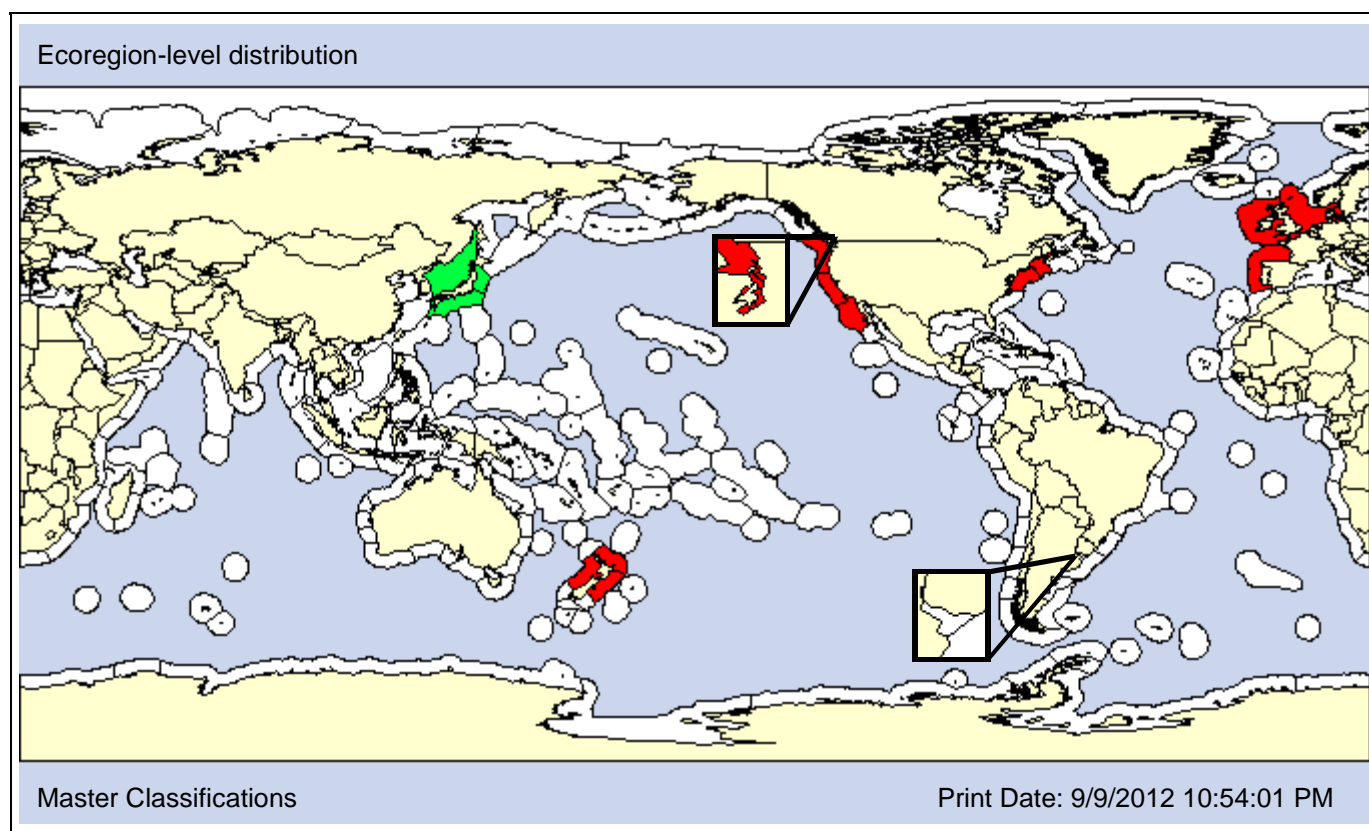 Ecoregion-level distribution
Master Classifications
Print Date: 9/9/2012 10:54:01 PM